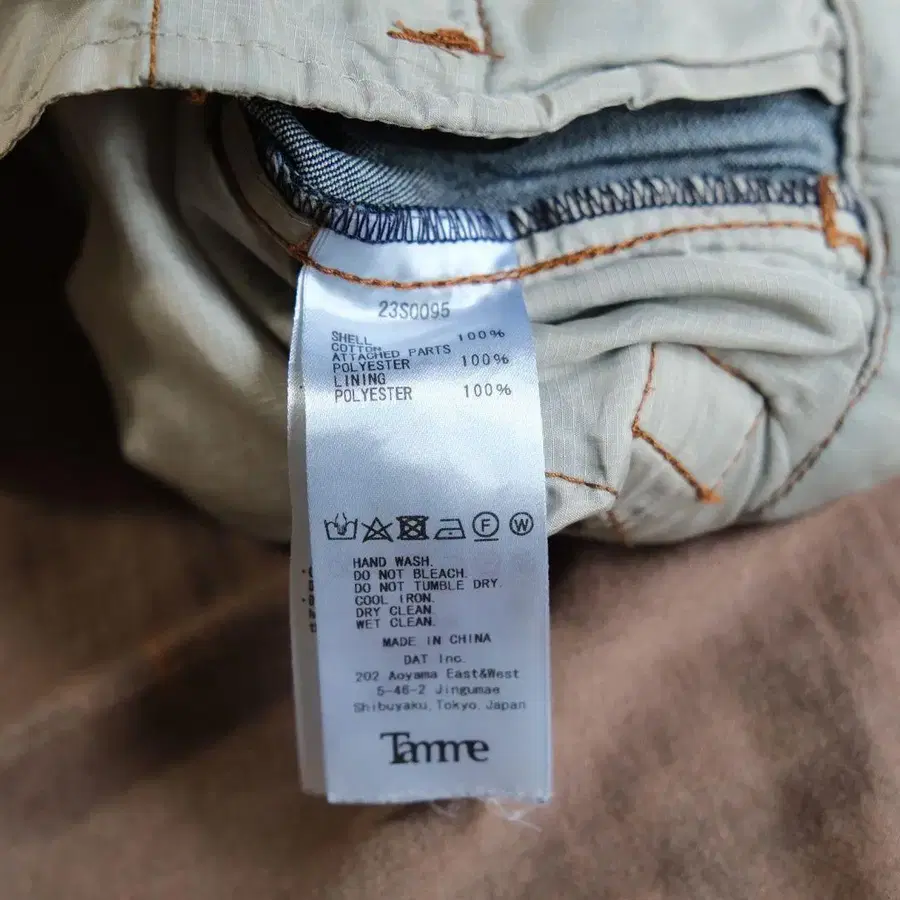 23S0095
SHELL
COTTON 100%
ATTACHED PARTS
POLYESTER 100%
LINING
POLYESTER 100%
F W
HAND WASH.
DO NOT BLEACH.
DO NOT TUMBLE DRY.
COOL IRON.
DRY CLEAN.
WET CLEAN.
MADE IN CHINA
DAT Inc.
202 Aoyama East&West
5-46-2 Jingumae
Shibuyaku, Tokyo, Japan
Tamme